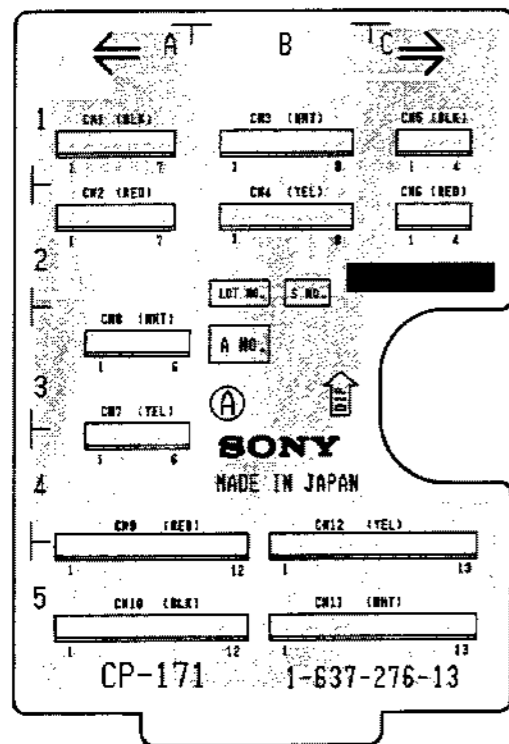 A B C
1
CN1 (BLK) CN3 (WHT) CN5 (BLK)
1 7 1 8 1 4
CN2 (RED) CN4 (YEL) CN6 (RED)
1 7 1 8 1 4
2
LOT NO. S NO.
CN8 (WHT)
A NO.
1 6
3
A
DIP
CN7 (YEL)
1 6
SONY
4
MADE IN JAPAN
CN9 (RED) CN12 (YEL)
1 12 1 13
5
CN10 (BLK) CN13 (WHT)
1 12 1 13
CP-171 1-637-276-13